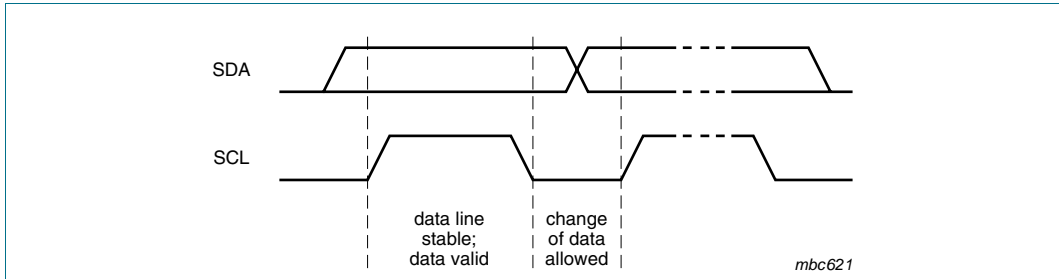 SDA
SCL
data line
stable;
data valid
change
of data
allowed
mbc621